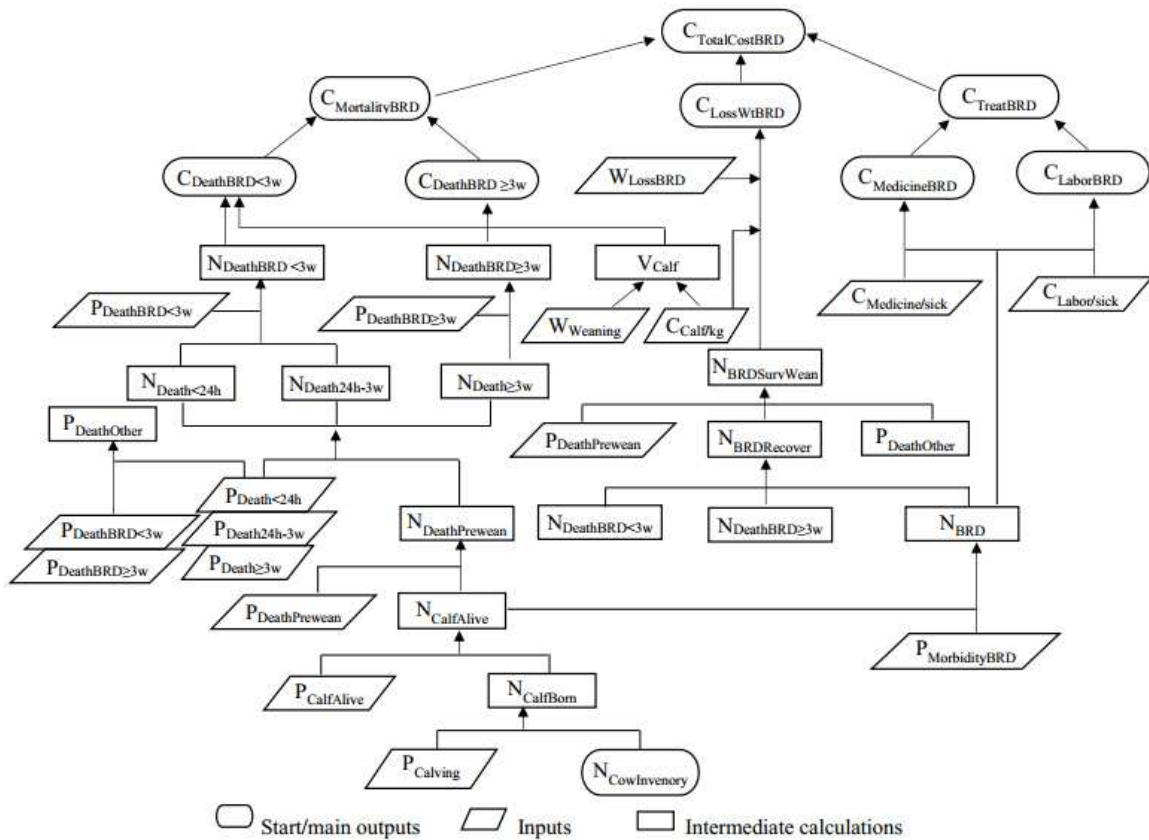 C_TotalCostBRD
C_MortalityBRD
C_LossWtBRD
C_TreatBRD
C_DeathBRD<3w
C_DeathBRD ≥3w
W_LossBRD
C_MedicineBRD
C_LaborBRD
N_DeathBRD <3w
N_DeathBRD≥3w
V_Calf
P_DeathBRD<3w
P_DeathBRD≥3w
W_Weaning
C_Calf/kg
C_Medicine/sick
C_Labor/sick
N_Death<24h
N_Death24h-3w
N_Death≥3w
N_BRDSurvWean
P_DeathOther
P_DeathPrewean
N_BRDRecover
P_DeathOther
P_Death<24h
P_DeathBRD<3w
P_Death24h-3w
N_DeathPrewean
N_DeathBRD<3w
N_DeathBRD≥3w
N_BRD
P_DeathBRD≥3w
P_Death≥3w
P_DeathPrewean
N_CalfAlive
P_MorbidityBRD
P_CalfAlive
N_CalfBorn
P_Calving
N_CowInvenory
Start/main outputs
Inputs
Intermediate calculations